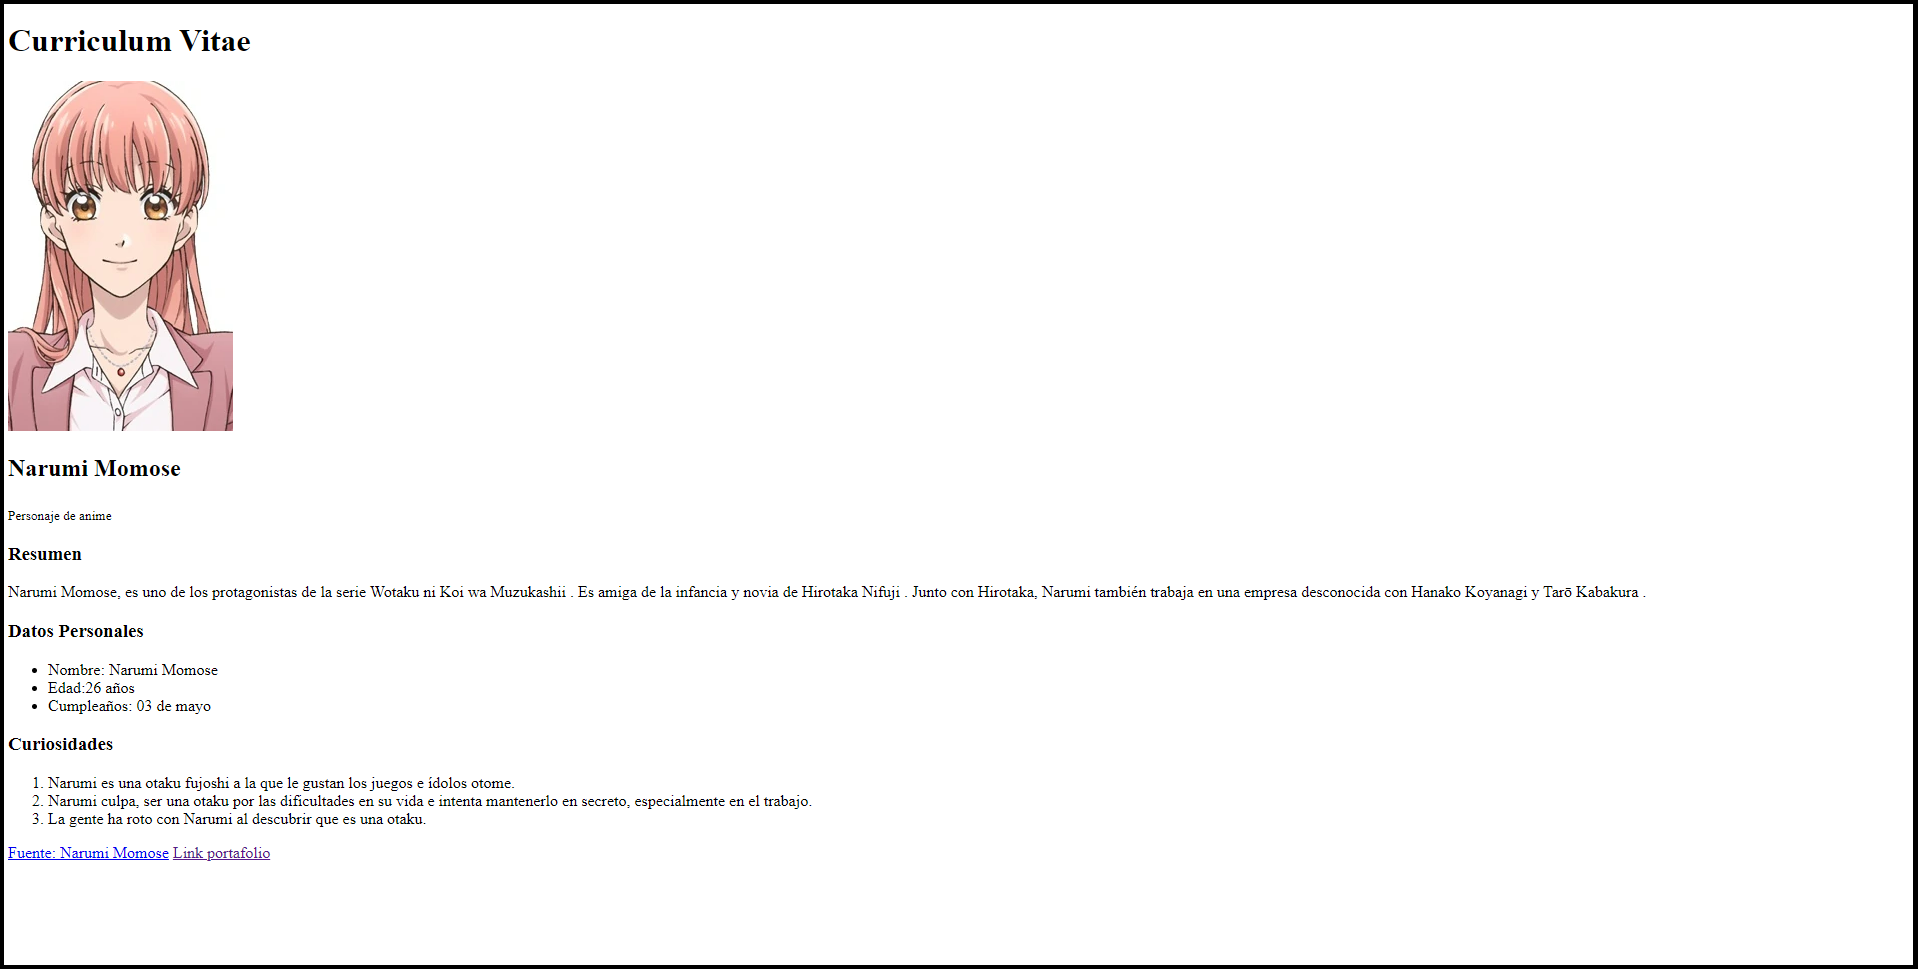 Curriculum Vitae
Narumi Momose
Personaje de anime
Resumen
Narumi Momose, es uno de los protagonistas de la serie Wotaku ni Koi wa Muzukashii . Es amiga de la infancia y novia de Hirotaka Nifuji . Junto con Hirotaka, Narumi también trabaja en una empresa desconocida con Hanako Koyanagi y Tarō Kabakura .
Datos Personales
• Nombre: Narumi Momose
• Edad:26 años
• Cumpleaños: 03 de mayo
Curiosidades
1. Narumi es una otaku fujoshi a la que le gustan los juegos e ídolos otome.
2. Narumi culpa, ser una otaku por las dificultades en su vida e intenta mantenerlo en secreto, especialmente en el trabajo.
3. La gente ha roto con Narumi al descubrir que es una otaku.
Fuente: Narumi Momose Link portafolio